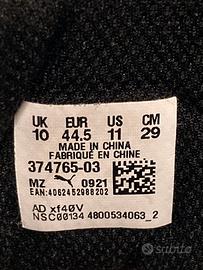 UK EUR US CM
10 44.5 11 29
MADE IN CHINA
FABRIQUÉ EN CHINE
374765-03
MZ 0921
EAN:4062452988202
AD xf40V
NSC00134 4800534063_2
subito